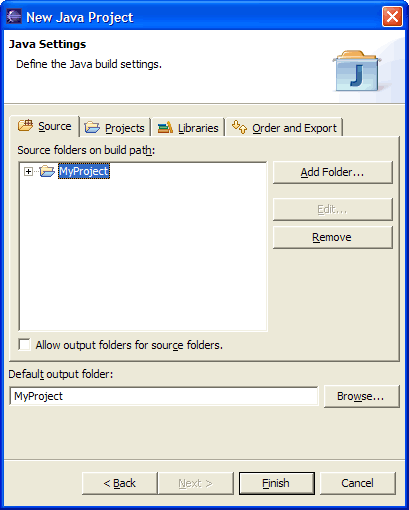 New Java Project
Java Settings
Define the Java build settings.
J
Source Projects Libraries Order and Export
Source folders on build path:
MyProject
Add Folder...
Edit...
Remove
Allow output folders for source folders.
Default output folder:
MyProject Browse...
< Back Next > Finish Cancel